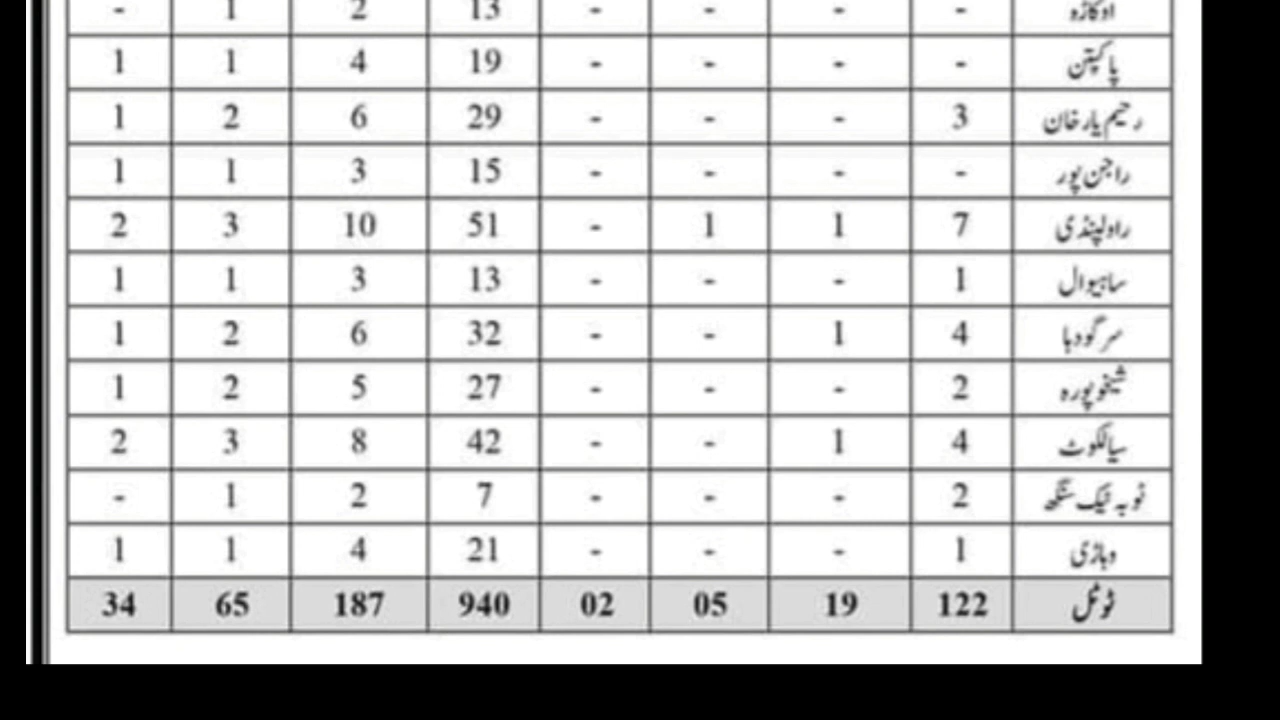 اوکاڑہ - - - - 13 2 1 -
پاکپتن - - - - 19 4 1 1
رحیم یار خان 3 - - - 29 6 2 1
راجن پور - - - - 15 3 1 1
راولپنڈی 7 1 1 - 51 10 3 2
ساہیوال 1 - - - 13 3 1 1
سرگودہا 4 1 - - 32 6 2 1
شیخوپورہ 2 - - - 27 5 2 1
سیالکوٹ 4 1 - - 42 8 3 2
ٹوبہ ٹیک سنگھ 2 - - - 7 2 1 -
وہاڑی 1 - - - 21 4 1 1
ٹوٹل 122 19 05 02 940 187 65 34